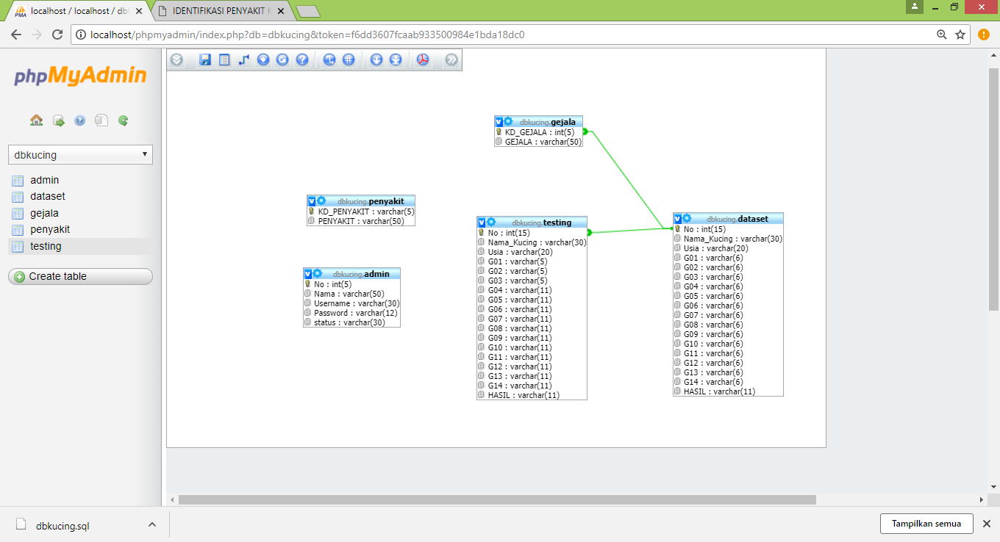 localhost / localhost / db
IDENTIFIKASI PENYAKIT K
localhost/phpmyadmin/index.php?db=dbkucing&token=f6dd3607fcaab933500984e1bda18dc0
phpMyAdmin
dbkucing
admin
dataset
gejala
penyakit
testing
Create table
dbkucing.gejala
KD_GEJALA : int(5)
GEJALA : varchar(50)
dbkucing.penyakit
KD_PENYAKIT : varchar(5)
PENYAKIT : varchar(50)
dbkucing.admin
No : int(5)
Nama : varchar(50)
Username : varchar(30)
Password : varchar(12)
status : varchar(30)
dbkucing.testing
No : int(15)
Nama_Kucing : varchar(30)
Usia : varchar(20)
G01 : varchar(5)
G02 : varchar(5)
G03 : varchar(5)
G04 : varchar(11)
G05 : varchar(11)
G06 : varchar(11)
G07 : varchar(11)
G08 : varchar(11)
G09 : varchar(11)
G10 : varchar(11)
G11 : varchar(11)
G12 : varchar(11)
G13 : varchar(11)
G14 : varchar(11)
HASIL : varchar(11)
dbkucing.dataset
No : int(15)
Nama_Kucing : varchar(30)
Usia : varchar(20)
G01 : varchar(6)
G02 : varchar(6)
G03 : varchar(6)
G04 : varchar(6)
G05 : varchar(6)
G06 : varchar(6)
G07 : varchar(6)
G08 : varchar(6)
G09 : varchar(6)
G10 : varchar(6)
G11 : varchar(6)
G12 : varchar(6)
G13 : varchar(6)
G14 : varchar(6)
HASIL : varchar(11)
dbkucing.sql
Tampilkan semua